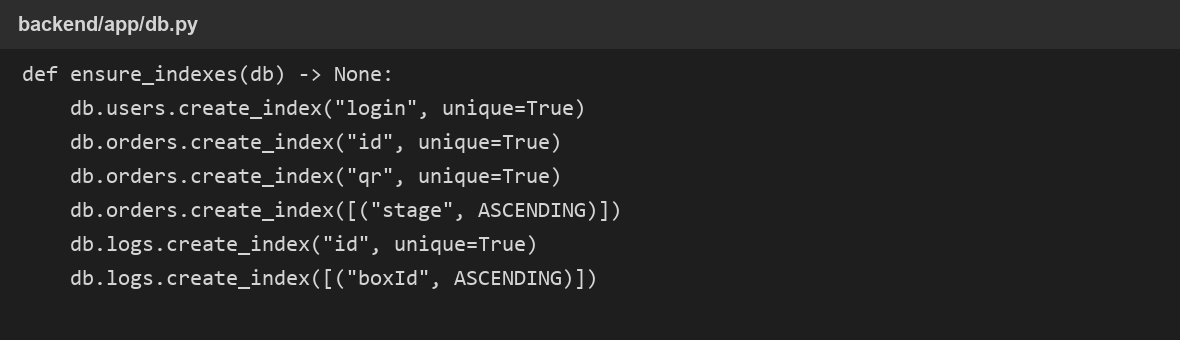 backend/app/db.py
def ensure_indexes(db) -> None:
    db.users.create_index("login", unique=True)
    db.orders.create_index("id", unique=True)
    db.orders.create_index("qr", unique=True)
    db.orders.create_index([("stage", ASCENDING)])
    db.logs.create_index("id", unique=True)
    db.logs.create_index([("boxId", ASCENDING)])